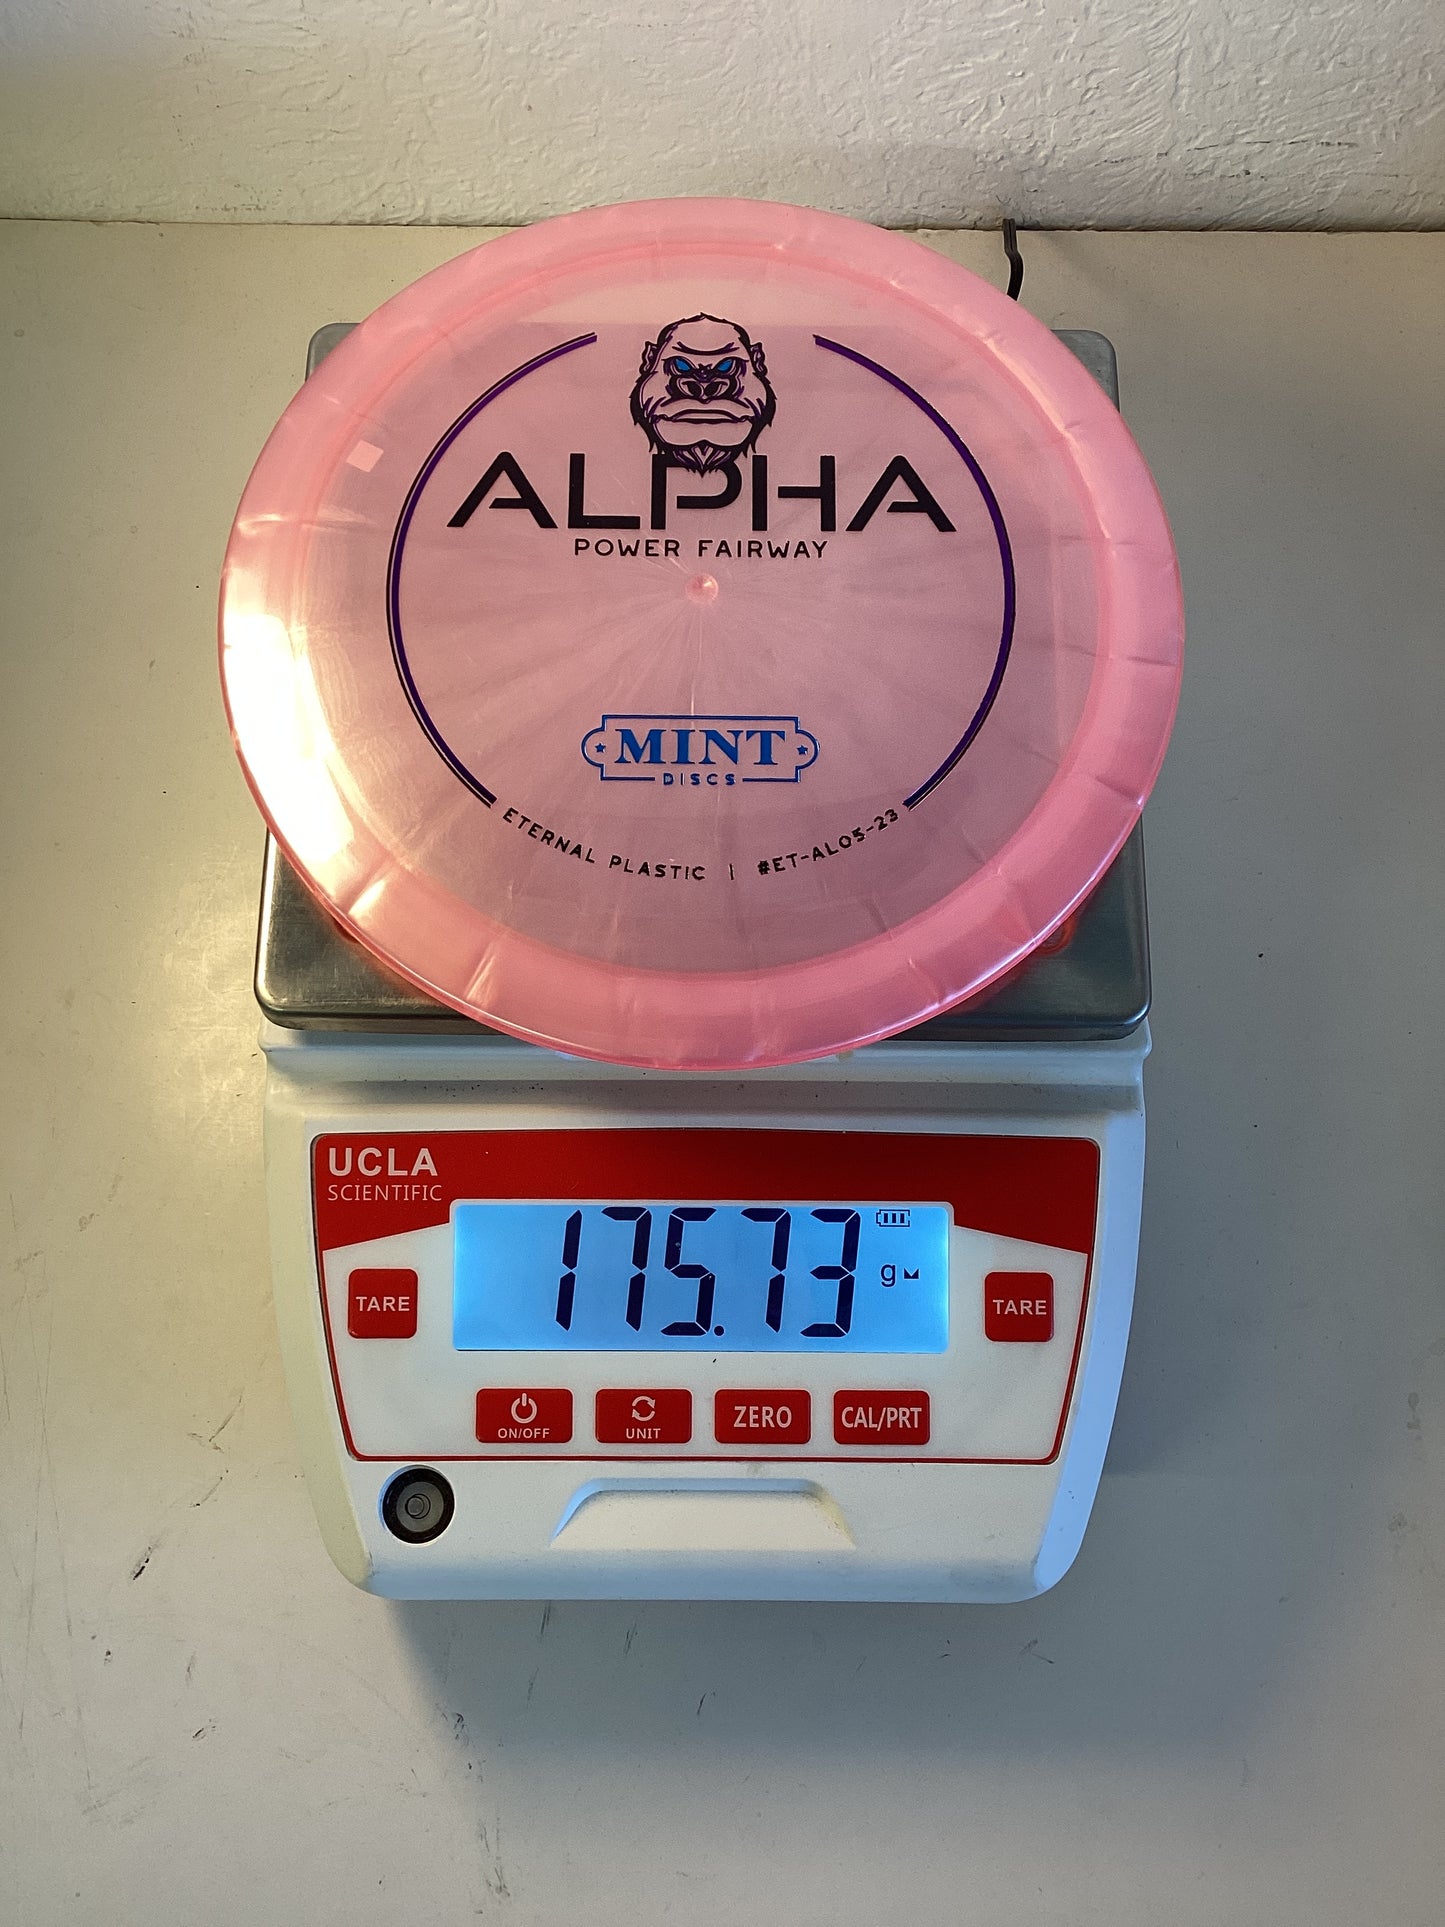 ALPHA
POWER FAIRWAY
MINT
DISCS
ETERNAL PLASTIC | #ET-AL05-23
UCLA
SCIENTIFIC
175.73 g
TARE
TARE
ON/OFF
UNIT
ZERO
CAL/PRT